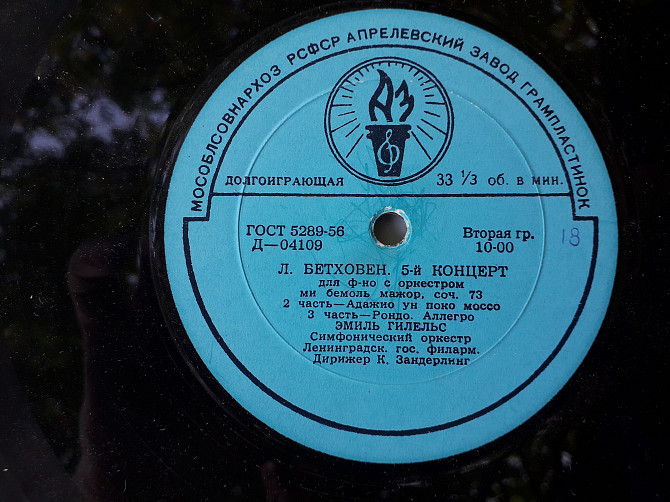 МОСОБЛСОВНАРХОЗ РСФСР АПРЕЛЕВСКИЙ ЗАВОД ГРАМПЛАСТИНОК
АЗ
ДОЛГОИГРАЮЩАЯ 33 1/3 об. в мин.
ГОСТ 5289-56 Вторая гр.
Д—04109 10-00
18
Л. БЕТХОВЕН. 5-й КОНЦЕРТ
для ф-но с оркестром
ми бемоль мажор, соч. 73
2 часть—Адажио ун поко моссо
3 часть—Рондо. Аллегро
ЭМИЛЬ ГИЛЕЛЬС
Симфонический оркестр
Ленинградск. гос. филарм.
Дирижер К. Зандерлинг